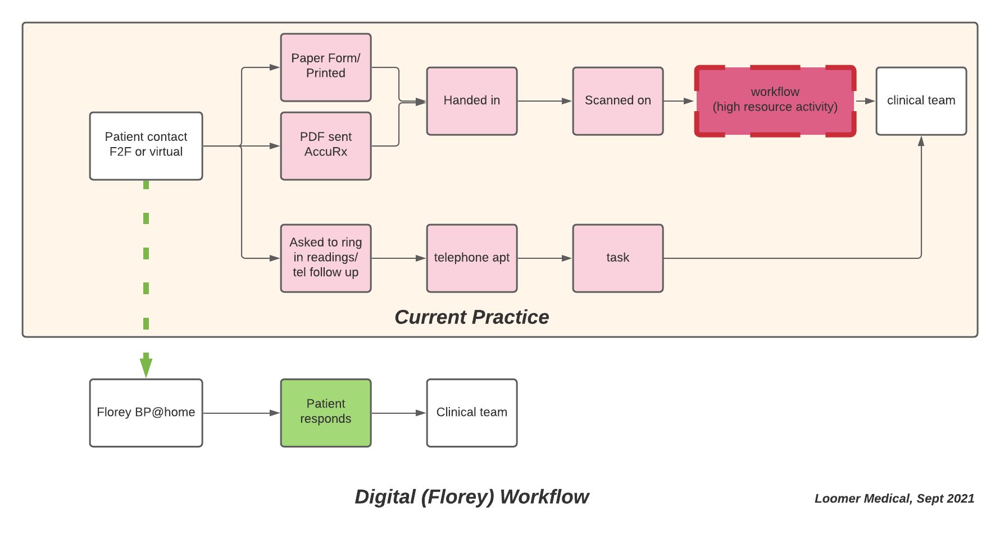 Paper Form/
Printed
Handed in
Scanned on
workflow
(high resource activity)
clinical team
Patient contact
F2F or virtual
PDF sent
AccuRx
Asked to ring
in readings/
tel follow up
telephone apt
task
Current Practice
Florey BP@home
Patient
responds
Clinical team
Digital (Florey) Workflow
Loomer Medical, Sept 2021